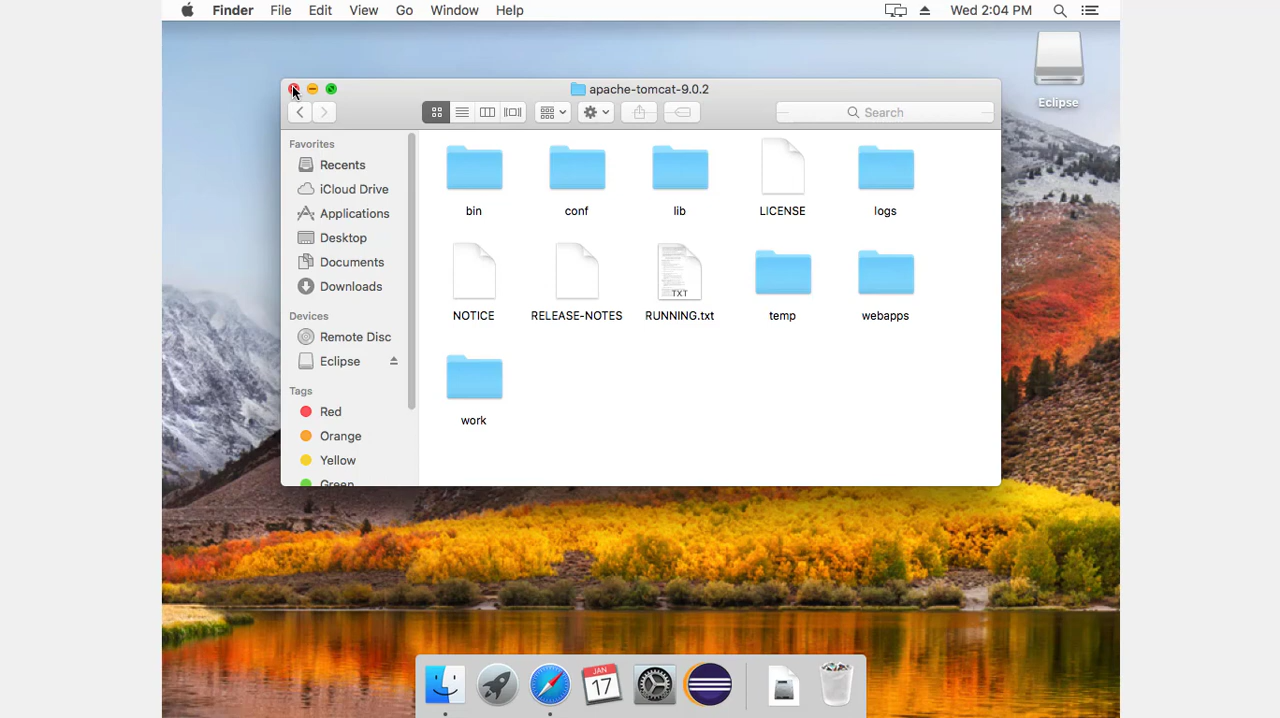 Finder File Edit View Go Window Help Wed 2:04 PM
Eclipse
apache-tomcat-9.0.2
Search
Favorites
Recents
iCloud Drive
Applications
Desktop
Documents
Downloads
Devices
Remote Disc
Eclipse
Tags
Red
Orange
Yellow
Green
bin conf lib LICENSE logs
TXT
NOTICE RELEASE-NOTES RUNNING.txt temp webapps
work
JAN
17